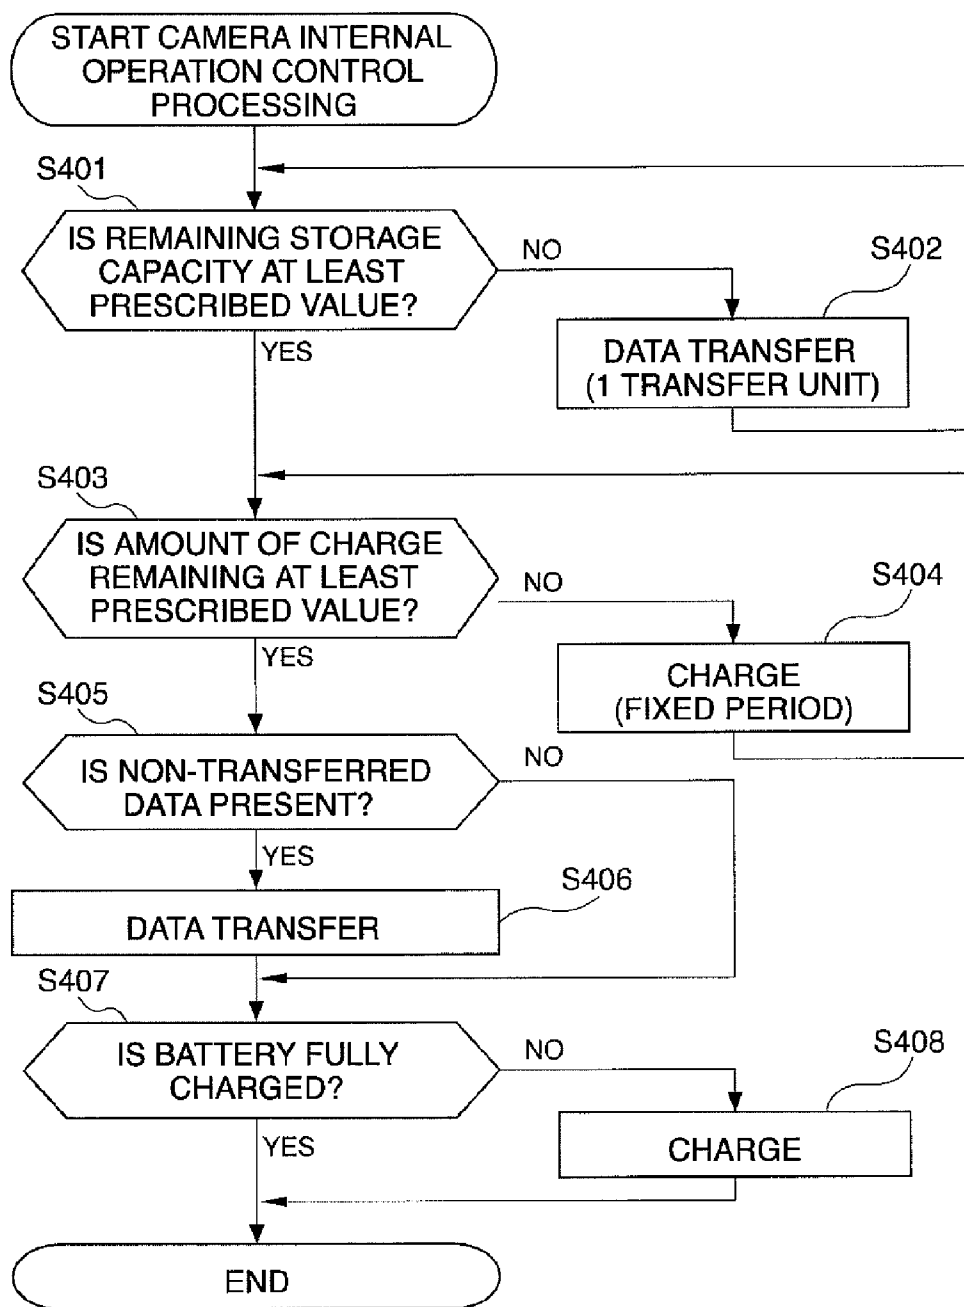 START CAMERA INTERNAL
OPERATION CONTROL
PROCESSING
S401
IS REMAINING STORAGE
CAPACITY AT LEAST
PRESCRIBED VALUE?
NO
S402
DATA TRANSFER
(1 TRANSFER UNIT)
YES
S403
IS AMOUNT OF CHARGE
REMAINING AT LEAST
PRESCRIBED VALUE?
NO
S404
CHARGE
(FIXED PERIOD)
YES
S405
IS NON-TRANSFERRED
DATA PRESENT?
NO
YES
S406
DATA TRANSFER
S407
IS BATTERY FULLY
CHARGED?
NO
S408
CHARGE
YES
END